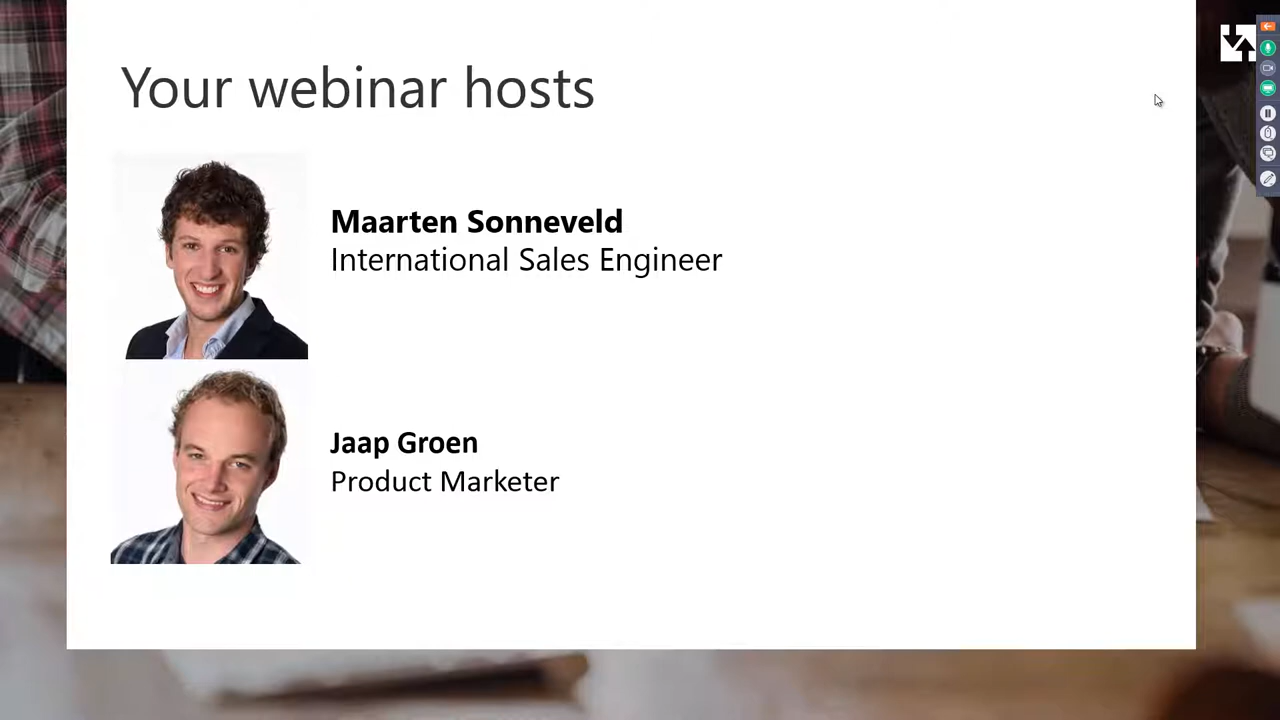 Your webinar hosts
Maarten Sonneveld
International Sales Engineer
Jaap Groen
Product Marketer